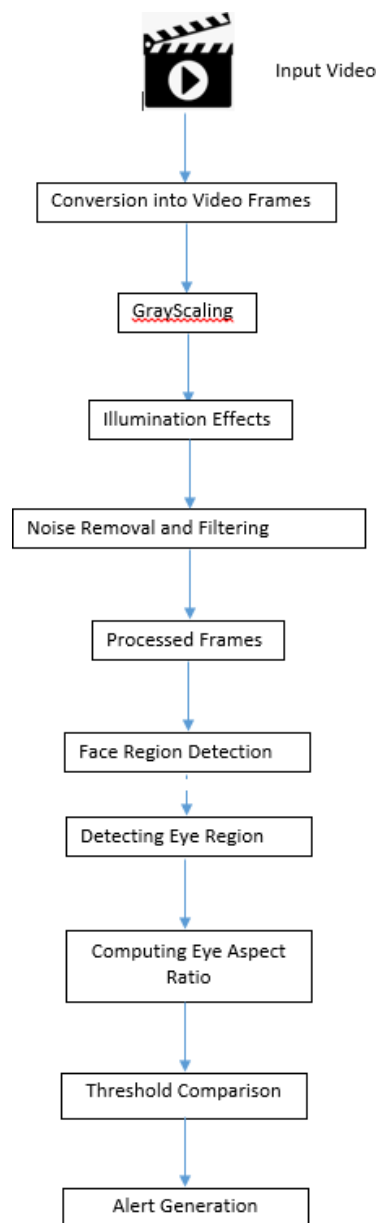 Input Video
Conversion into Video Frames
GrayScaling
Illumination Effects
Noise Removal and Filtering
Processed Frames
Face Region Detection
Detecting Eye Region
Computing Eye Aspect
Ratio
Threshold Comparison
Alert Generation